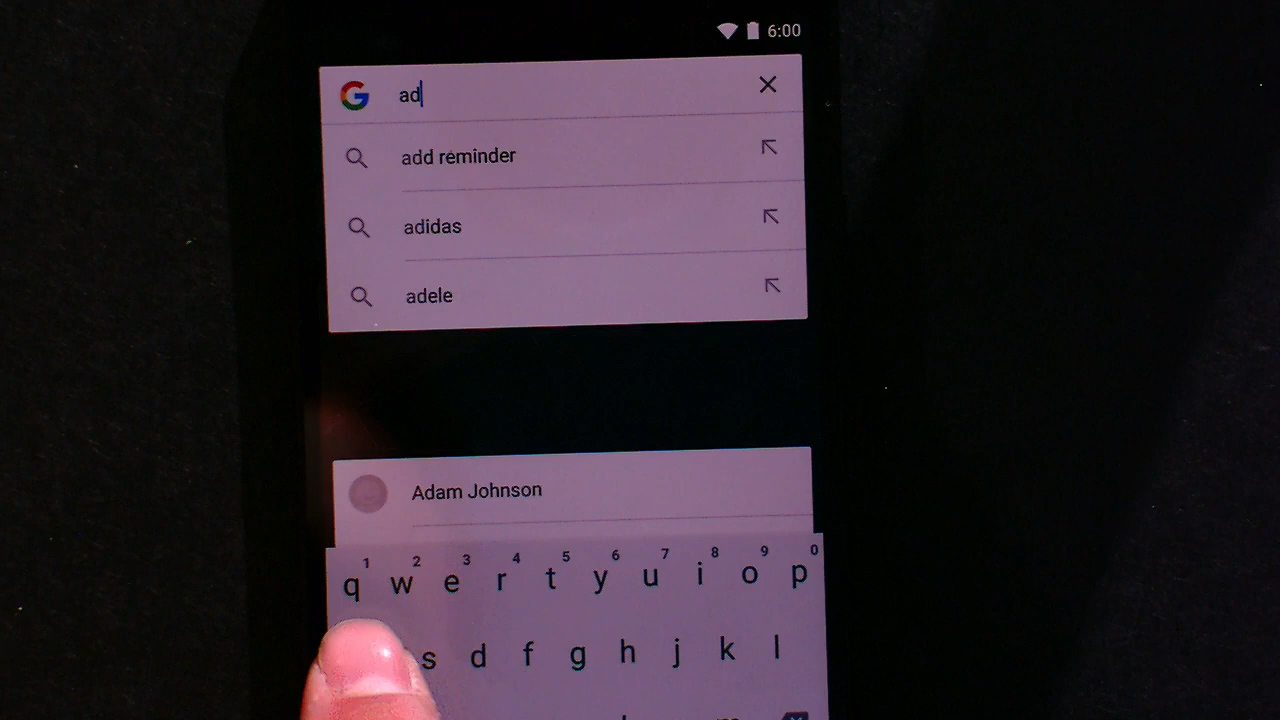 6:00
G ad
add reminder
adidas
adele
Adam Johnson
1 2 3 4 5 6 7 8 9 0
q w e r t y u i o p
s d f g h j k l